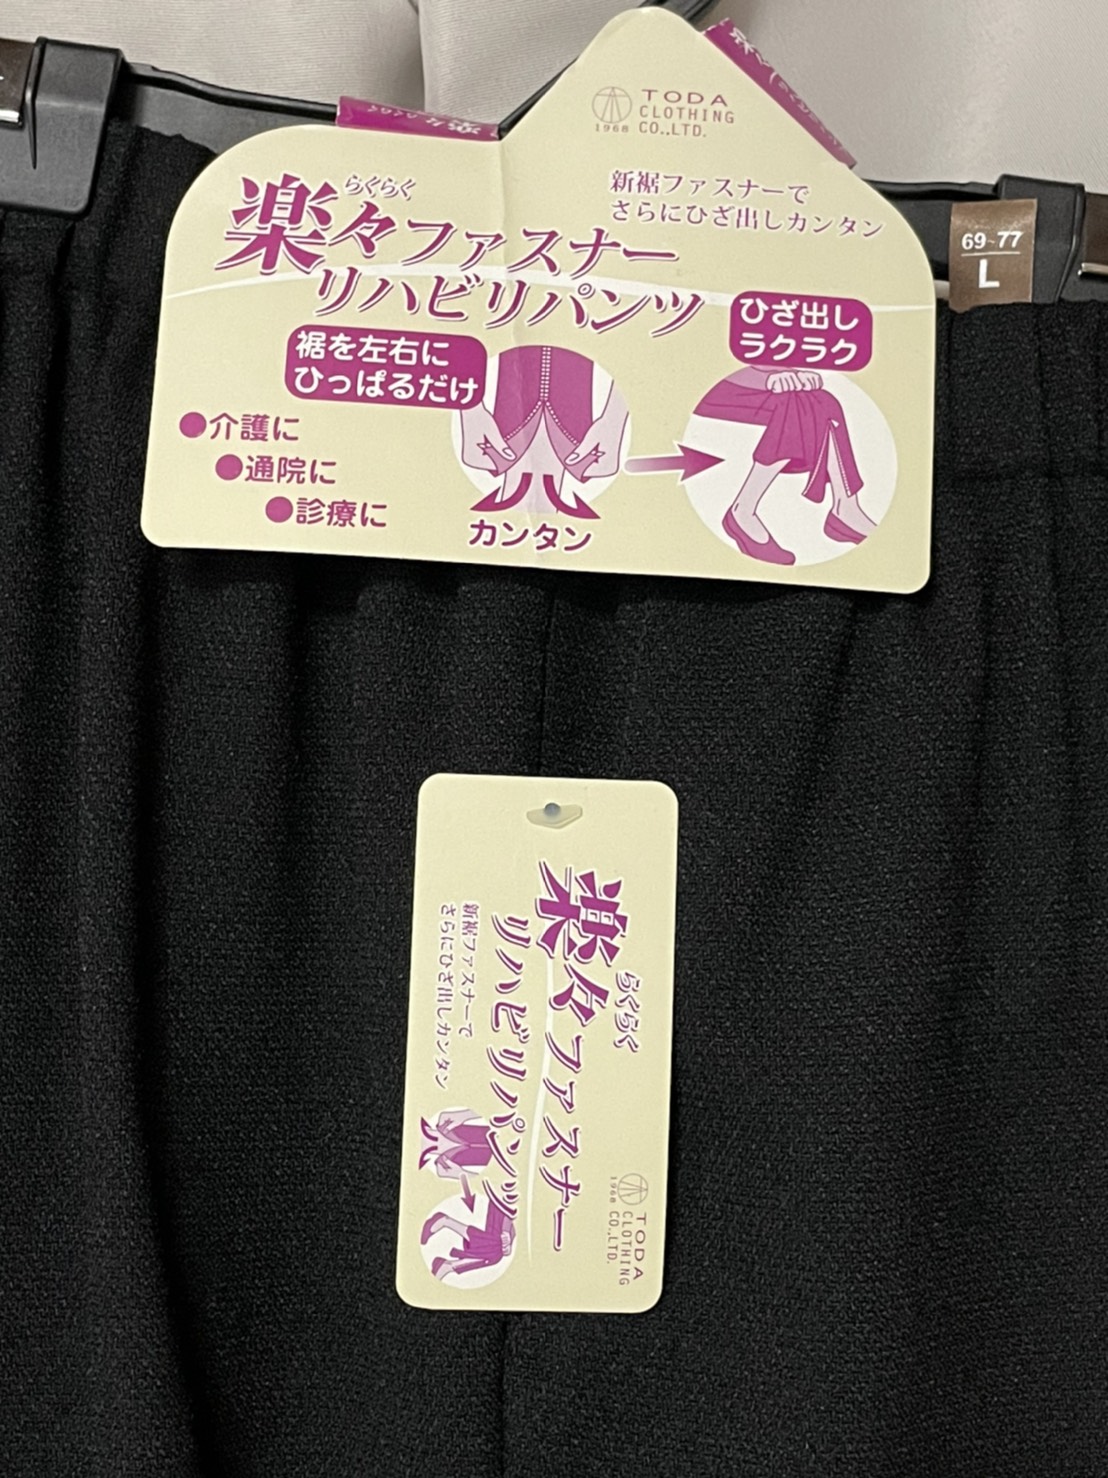 楽々
らくらく
TODA
CLOTHING
CO.,LTD.
1968
新裾ファスナーで
さらにひざ出しカンタン
らくらく
楽々ファスナー
リハビリパンツ
69-77
L
ひざ出し
ラクラク
裾を左右に
ひっぱるだけ
●介護に
●通院に
●診療に
カンタン
らくらく
楽々ファスナー
リハビリパンツ
新裾ファスナーで
さらにひざ出しカンタン
TODA
CLOTHING
CO.,LTD.
1968